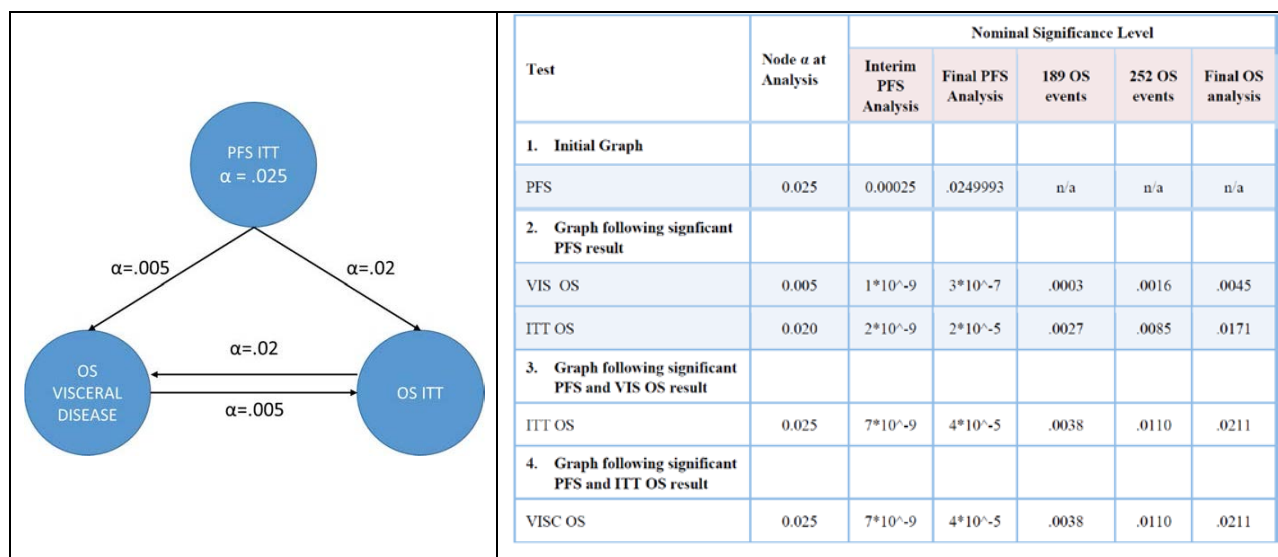 PFS ITT
α = .025
α=.005
α=.02
α=.02
OS
VISCERAL
DISEASE
α=.005
OS ITT
Test
Node α at
Analysis
Nominal Significance Level
Interim
PFS
Analysis
Final PFS
Analysis
189 OS
events
252 OS
events
Final OS
analysis
1. Initial Graph
PFS 0.025 0.00025 .0249993 n/a n/a n/a
2. Graph following signficant
PFS result
VIS OS 0.005 1*10^-9 3*10^-7 .0003 .0016 .0045
ITT OS 0.020 2*10^-9 2*10^-5 .0027 .0085 .0171
3. Graph following significant
PFS and VIS OS result
ITT OS 0.025 7*10^-9 4*10^-5 .0038 .0110 .0211
4. Graph following significant
PFS and ITT OS result
VISC OS 0.025 7*10^-9 4*10^-5 .0038 .0110 .0211